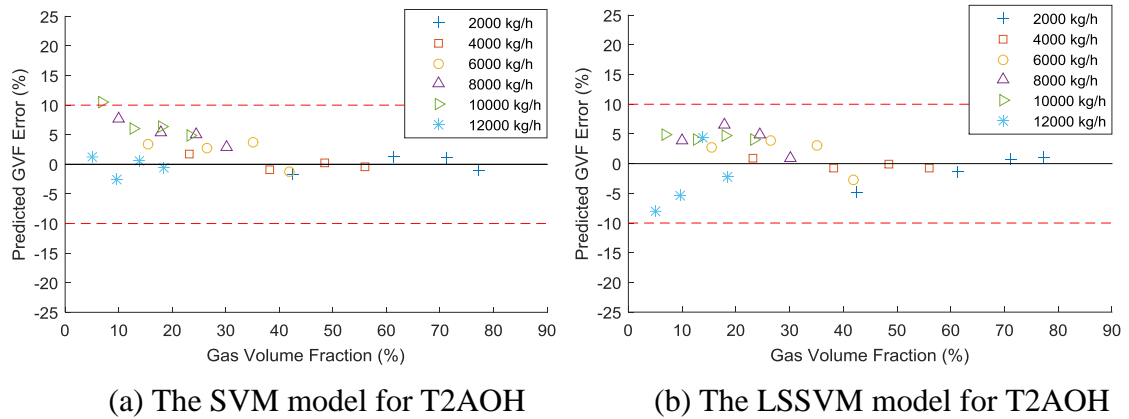 25
20
15
10
5
0
-5
-10
-15
-20
-25
Predicted GVF Error (%)
0 10 20 30 40 50 60 70 80 90
Gas Volume Fraction (%)
2000 kg/h
4000 kg/h
6000 kg/h
8000 kg/h
10000 kg/h
12000 kg/h
(a) The SVM model for T2AOH
25
20
15
10
5
0
-5
-10
-15
-20
-25
Predicted GVF Error (%)
0 10 20 30 40 50 60 70 80 90
Gas Volume Fraction (%)
2000 kg/h
4000 kg/h
6000 kg/h
8000 kg/h
10000 kg/h
12000 kg/h
(b) The LSSVM model for T2AOH